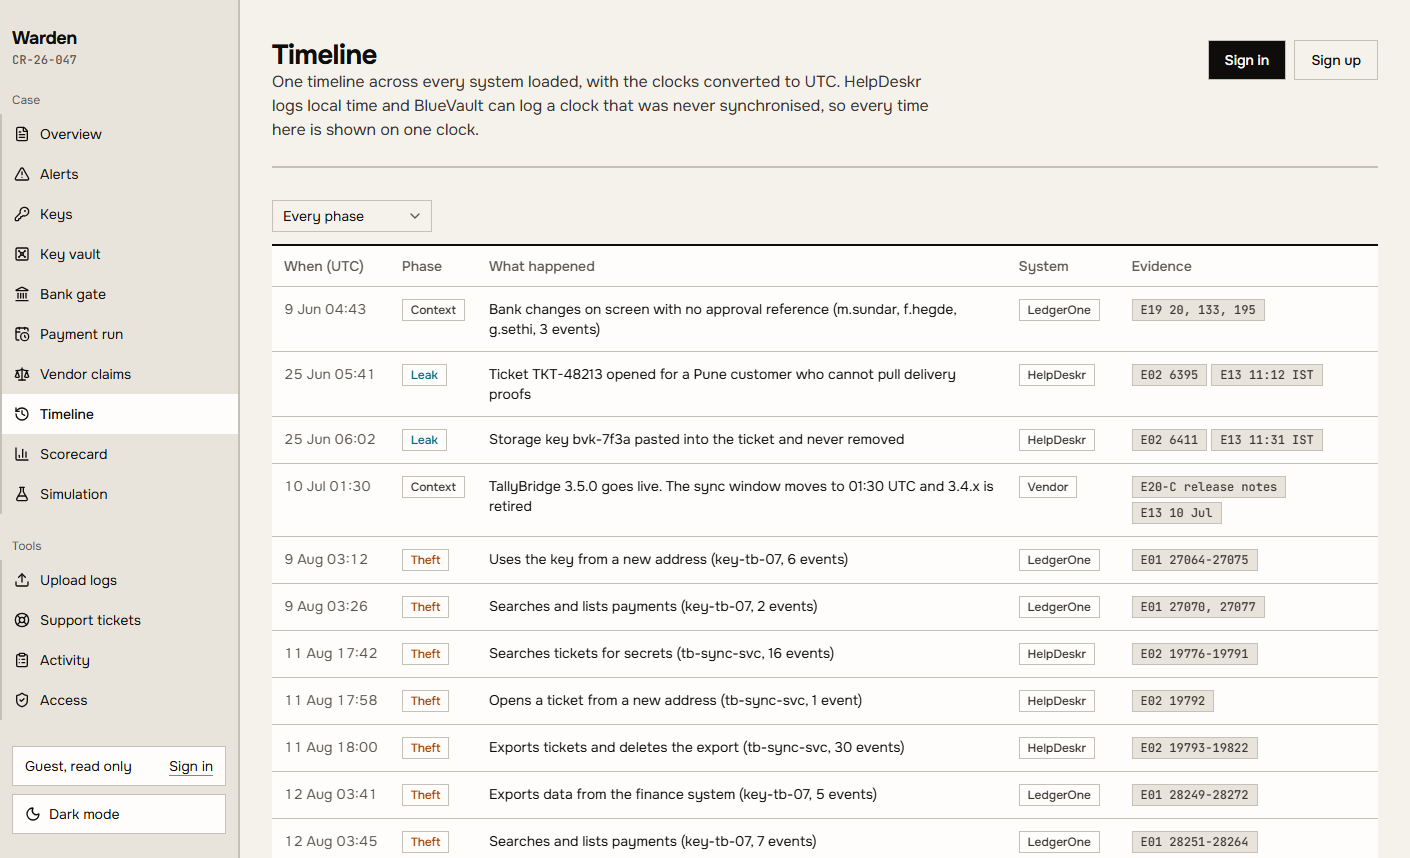 Warden
CR-26-047
Case
Overview
Alerts
Keys
Key vault
Bank gate
Payment run
Vendor claims
Timeline
Scorecard
Simulation
Tools
Upload logs
Support tickets
Activity
Access
Guest, read only Sign in
Dark mode
Timeline
One timeline across every system loaded, with the clocks converted to UTC. HelpDeskr
logs local time and BlueVault can log a clock that was never synchronised, so every time
here is shown on one clock.
Sign in Sign up
Every phase
When (UTC) Phase What happened System Evidence
9 Jun 04:43 Context Bank changes on screen with no approval reference (m.sundar, f.hegde, LedgerOne E19 20, 133, 195
g.sethi, 3 events)
25 Jun 05:41 Leak Ticket TKT-48213 opened for a Pune customer who cannot pull delivery HelpDeskr E02 6395 E13 11:12 IST
proofs
25 Jun 06:02 Leak Storage key bvk-7f3a pasted into the ticket and never removed HelpDeskr E02 6411 E13 11:31 IST
10 Jul 01:30 Context TallyBridge 3.5.0 goes live. The sync window moves to 01:30 UTC and 3.4.x is Vendor E20-C release notes
retired E13 10 Jul
9 Aug 03:12 Theft Uses the key from a new address (key-tb-07, 6 events) LedgerOne E01 27064-27075
9 Aug 03:26 Theft Searches and lists payments (key-tb-07, 2 events) LedgerOne E01 27070, 27077
11 Aug 17:42 Theft Searches tickets for secrets (tb-sync-svc, 16 events) HelpDeskr E02 19776-19791
11 Aug 17:58 Theft Opens a ticket from a new address (tb-sync-svc, 1 event) HelpDeskr E02 19792
11 Aug 18:00 Theft Exports tickets and deletes the export (tb-sync-svc, 30 events) HelpDeskr E02 19793-19822
12 Aug 03:41 Theft Exports data from the finance system (key-tb-07, 5 events) LedgerOne E01 28249-28272
12 Aug 03:45 Theft Searches and lists payments (key-tb-07, 7 events) LedgerOne E01 28251-28264